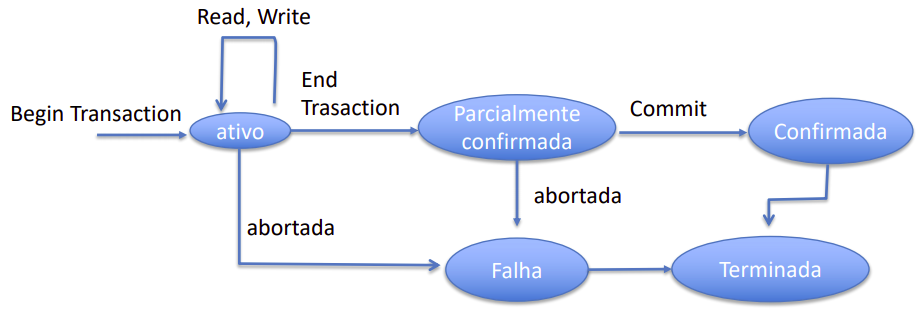 Read, Write
End
Trasaction
Begin Transaction
ativo
Parcialmente
confirmada
Commit
Confirmada
abortada
abortada
Falha
Terminada